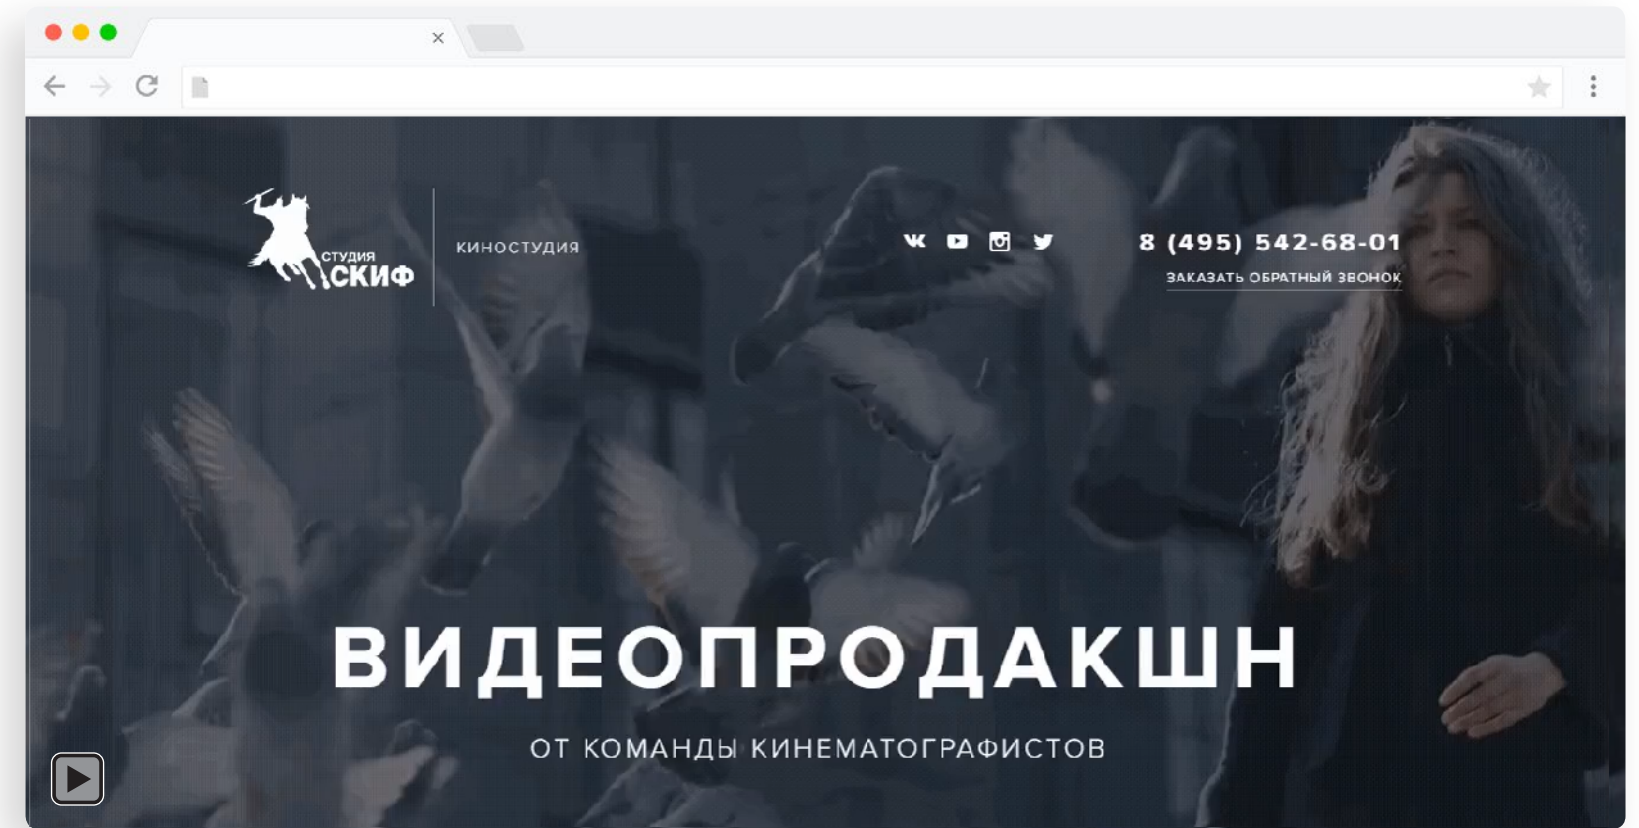 СТУДИЯ
СКИФ
КИНОСТУДИЯ
8 (495) 542-68-01
ЗАКАЗАТЬ ОБРАТНЫЙ ЗВОНОК
ВИДЕОПРОДАКШН
ОТ КОМАНДЫ КИНЕМАТОГРАФИСТОВ